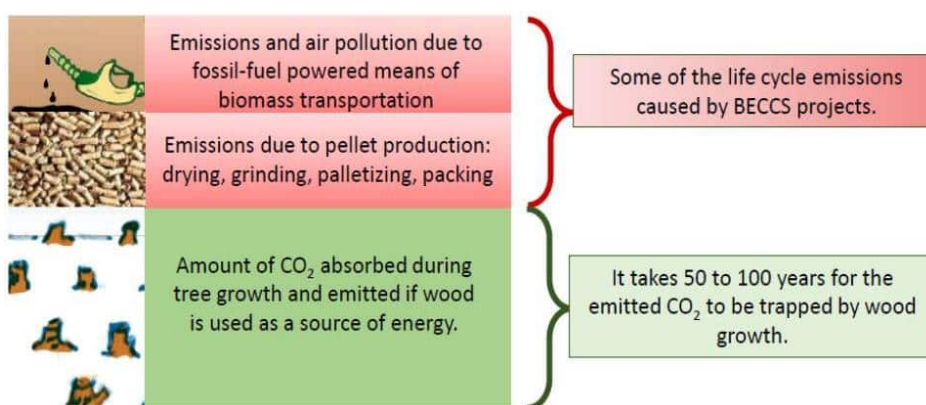 Emissions and air pollution due to
fossil-fuel powered means of
biomass transportation
Some of the life cycle emissions
caused by BECCS projects.
Emissions due to pellet production:
drying, grinding, palletizing, packing
Amount of CO₂ absorbed during
tree growth and emitted if wood
is used as a source of energy.
It takes 50 to 100 years for the
emitted CO₂ to be trapped by wood
growth.